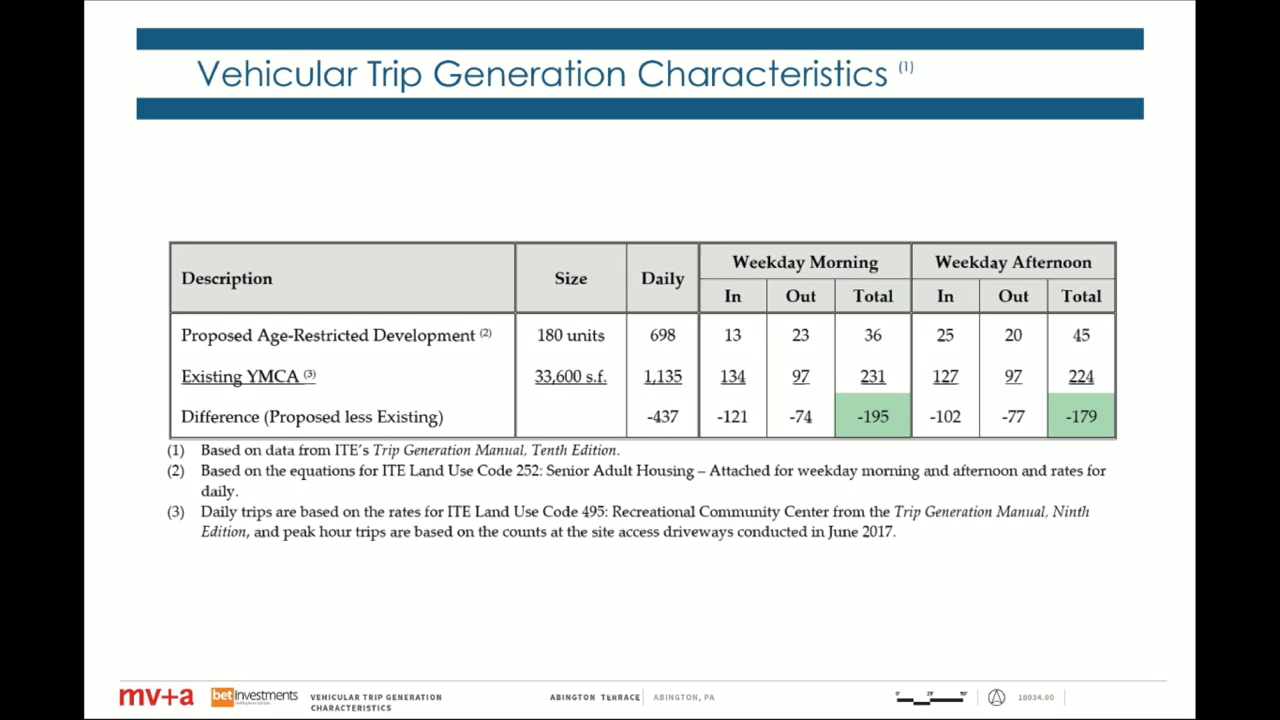 Vehicular Trip Generation Characteristics (1)
Description Size Daily Weekday Morning Weekday Afternoon
In Out Total In Out Total
Proposed Age-Restricted Development (2) 180 units 698 13 23 36 25 20 45
Existing YMCA (3) 33,600 s.f. 1,135 134 97 231 127 97 224
Difference (Proposed less Existing) -437 -121 -74 -195 -102 -77 -179
(1) Based on data from ITE's Trip Generation Manual, Tenth Edition.
(2) Based on the equations for ITE Land Use Code 252: Senior Adult Housing – Attached for weekday morning and afternoon and rates for
daily.
(3) Daily trips are based on the rates for ITE Land Use Code 495: Recreational Community Center from the Trip Generation Manual, Ninth
Edition, and peak hour trips are based on the counts at the site access driveways conducted in June 2017.
mv+a betinvestments VEHICULAR TRIP GENERATION ABINGTON TERRACE ABINGTON, PA 0' 25' 50' 18034.00
CHARACTERISTICS